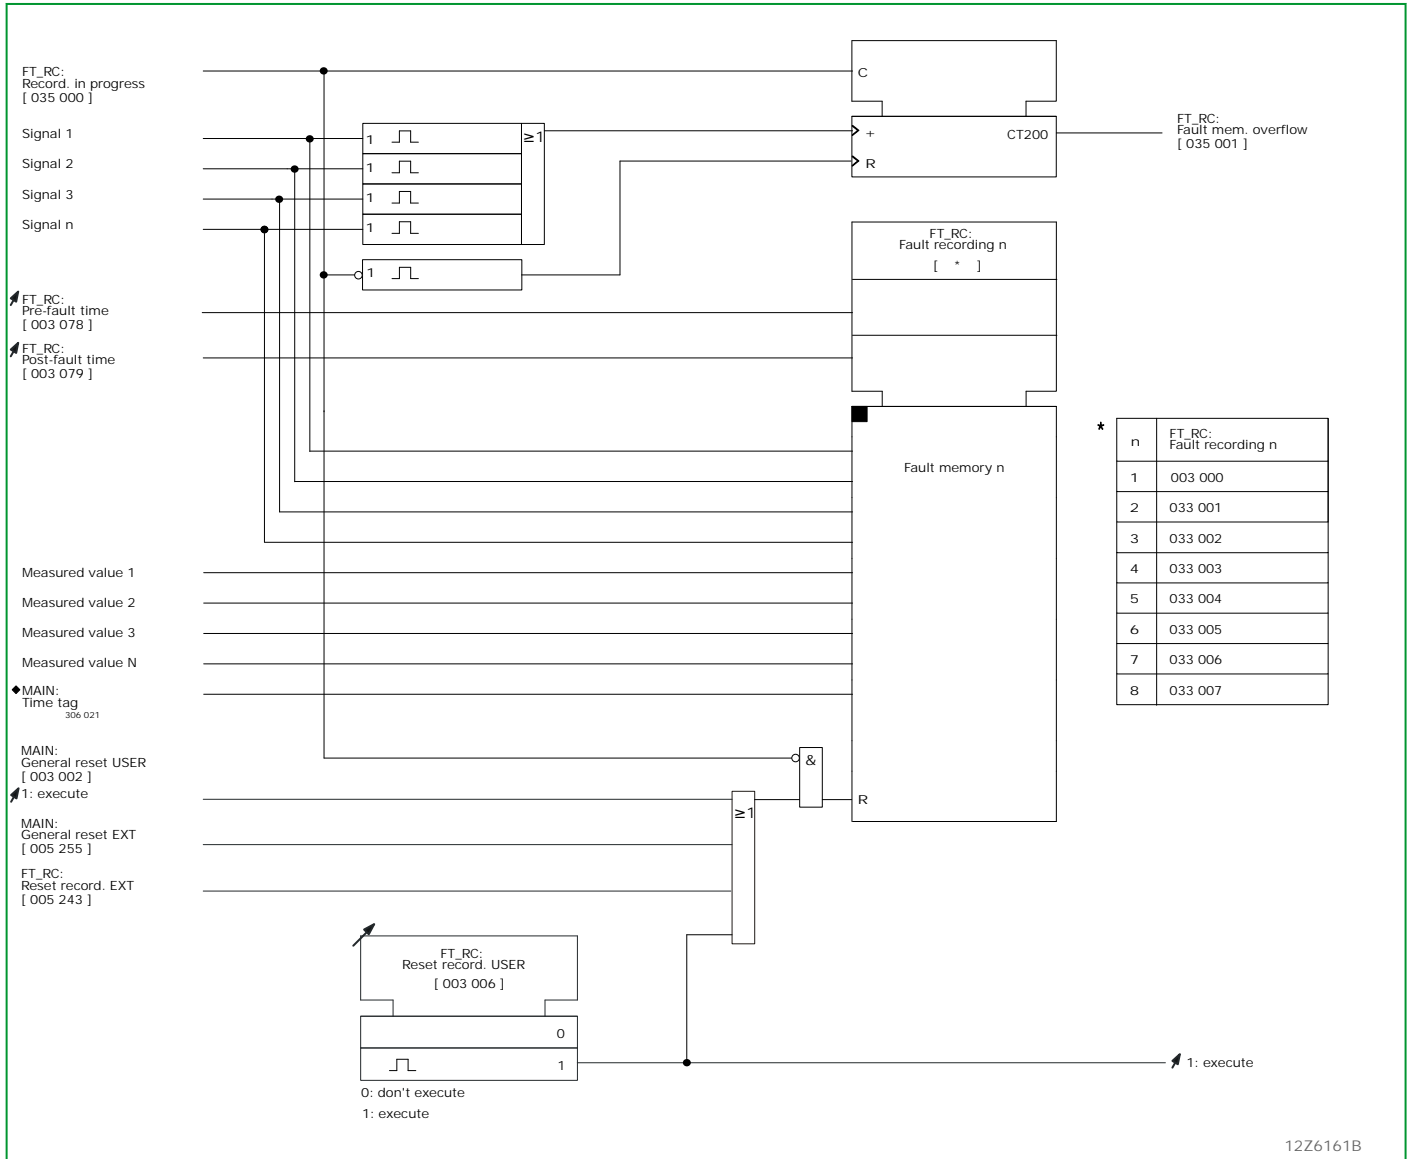 FT_RC:
Record. in progress
[ 035 000 ]
C
Signal 1
1
≥1
+
CT200
FT_RC:
Fault mem. overflow
[ 035 001 ]
Signal 2
1
R
Signal 3
1
Signal n
1
FT_RC:
Fault recording n
[ * ]
1
FT_RC:
Pre-fault time
[ 003 078 ]
FT_RC:
Post-fault time
[ 003 079 ]
Fault memory n
*
n
FT_RC:
Fault recording n
1 003 000
2 033 001
3 033 002
4 033 003
5 033 004
6 033 005
7 033 006
8 033 007
Measured value 1
Measured value 2
Measured value 3
Measured value N
MAIN:
Time tag
306 021
MAIN:
General reset USER
[ 003 002 ]
1: execute
&
R
≥1
MAIN:
General reset EXT
[ 005 255 ]
FT_RC:
Reset record. EXT
[ 005 243 ]
FT_RC:
Reset record. USER
[ 003 006 ]
0
1
1: execute
0: don't execute
1: execute
12Z6161B